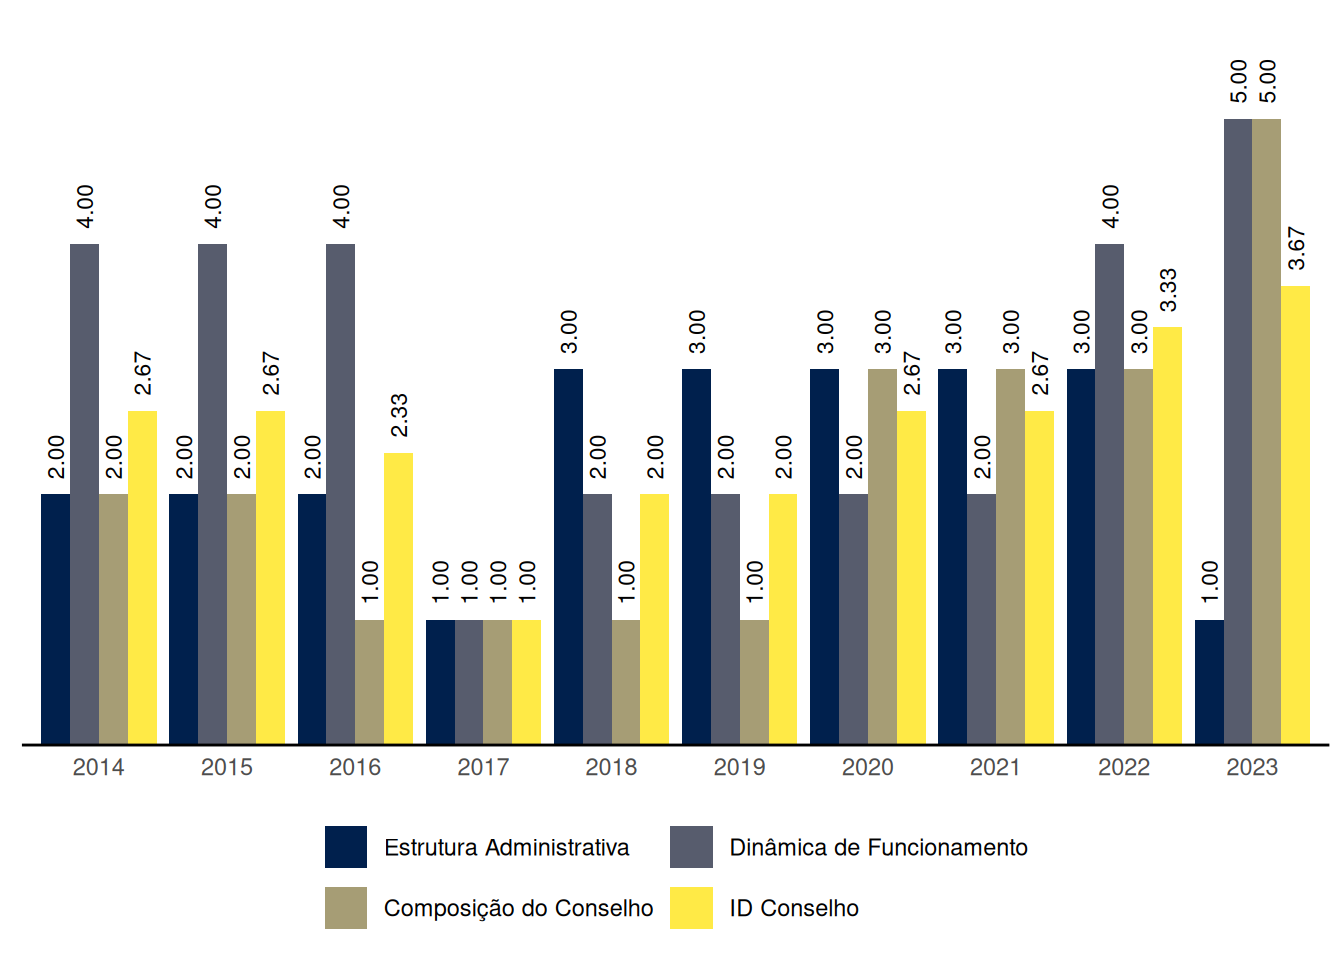 2.00 4.00 2.00 2.67
2.00 4.00 2.00 2.67
2.00 4.00 1.00 2.33
1.00 1.00 1.00 1.00
3.00 2.00 1.00 2.00
3.00 2.00 1.00 2.00
3.00 2.00 3.00 2.67
3.00 2.00 3.00 2.67
3.00 4.00 3.00 3.33
1.00 5.00 5.00 3.67
2014 2015 2016 2017 2018 2019 2020 2021 2022 2023
Estrutura Administrativa Dinâmica de Funcionamento
Composição do Conselho ID Conselho